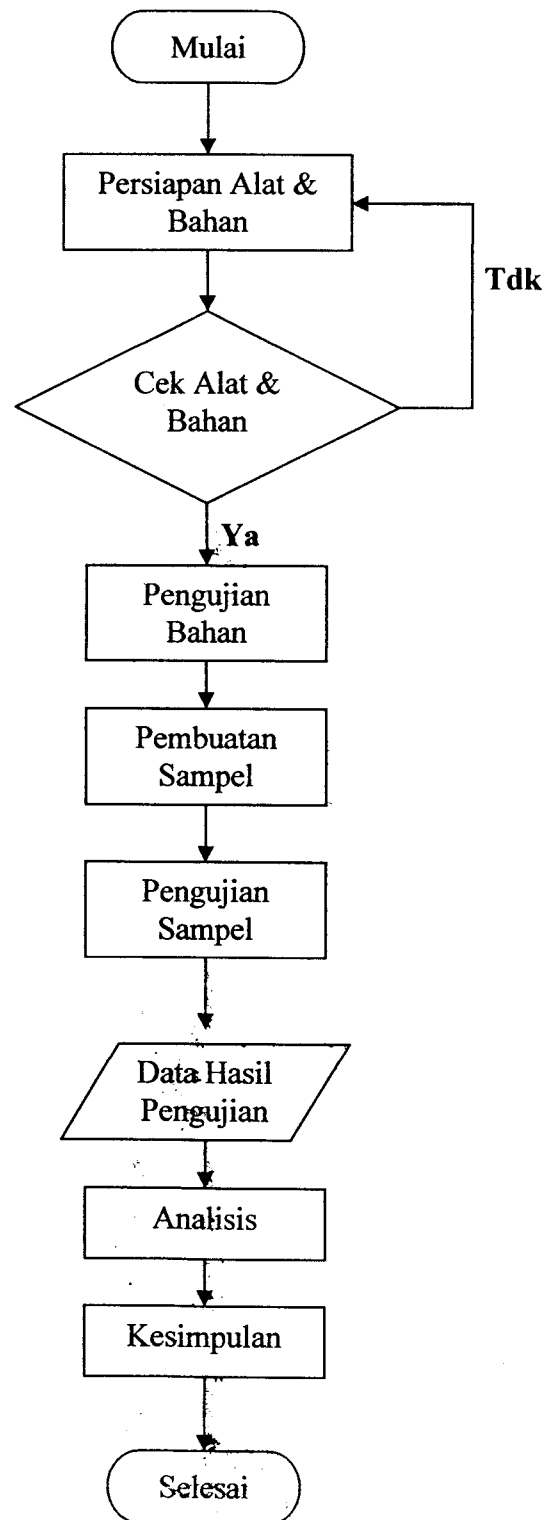 Mulai
Persiapan Alat &
Bahan
Tdk
Cek Alat &
Bahan
Ya
Pengujian
Bahan
Pembuatan
Sampel
Pengujian
Sampel
Data Hasil
Pengujian
Analisis
Kesimpulan
Selesai